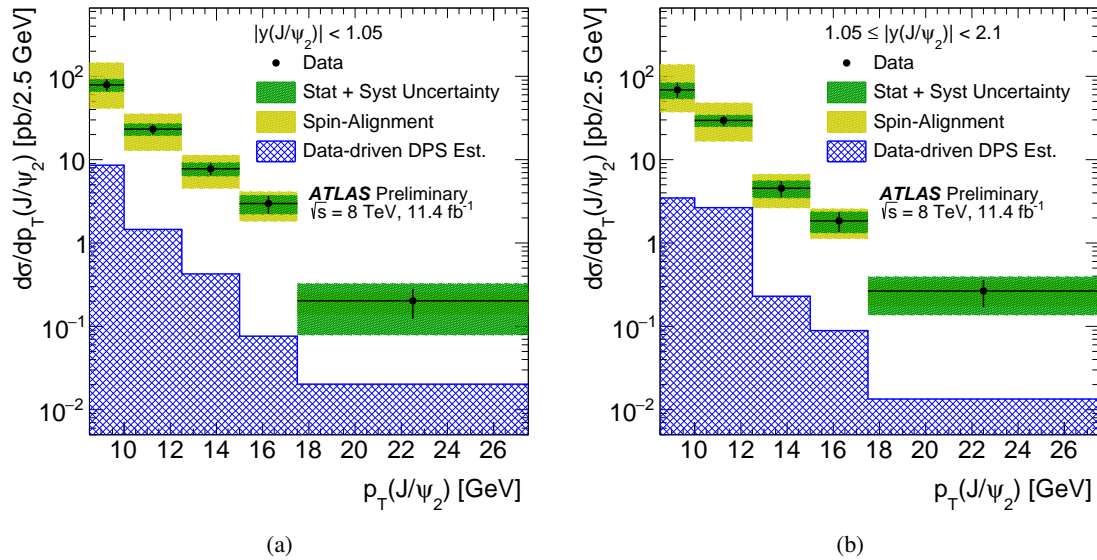 |y(J/ψ₂)| < 1.05
Data
Stat + Syst Uncertainty
Spin-Alignment
Data-driven DPS Est.
ATLAS Preliminary
√s = 8 TeV, 11.4 fb⁻¹
dσ/dp_T(J/ψ₂) [pb/2.5 GeV]
10²
10
1
10⁻¹
10⁻²
10 12 14 16 18 20 22 24 26
p_T(J/ψ₂) [GeV]
(a)
1.05 ≤ |y(J/ψ₂)| < 2.1
Data
Stat + Syst Uncertainty
Spin-Alignment
Data-driven DPS Est.
ATLAS Preliminary
√s = 8 TeV, 11.4 fb⁻¹
dσ/dp_T(J/ψ₂) [pb/2.5 GeV]
10²
10
1
10⁻¹
10⁻²
10 12 14 16 18 20 22 24 26
p_T(J/ψ₂) [GeV]
(b)